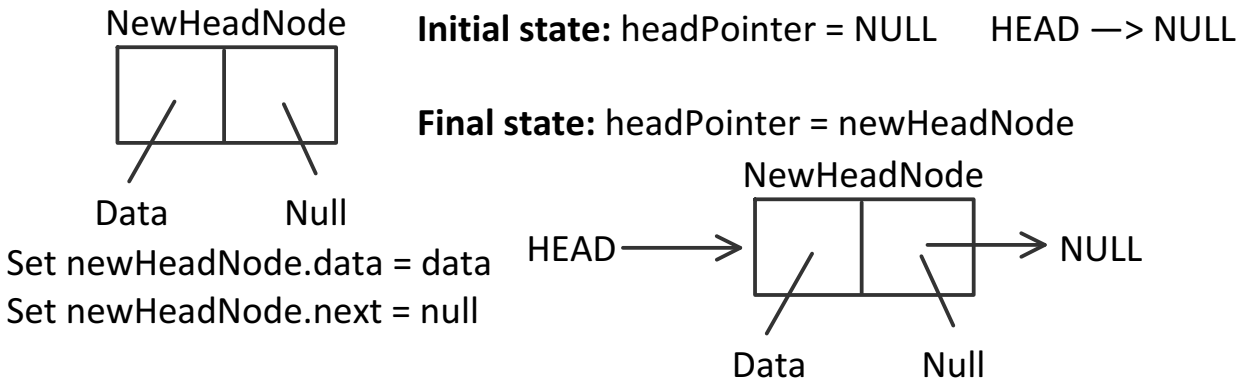 NewHeadNode
Data Null
Set newHeadNode.data = data
Set newHeadNode.next = null
Initial state: headPointer = NULL HEAD —> NULL
Final state: headPointer = newHeadNode
NewHeadNode
HEAD NULL
Data Null